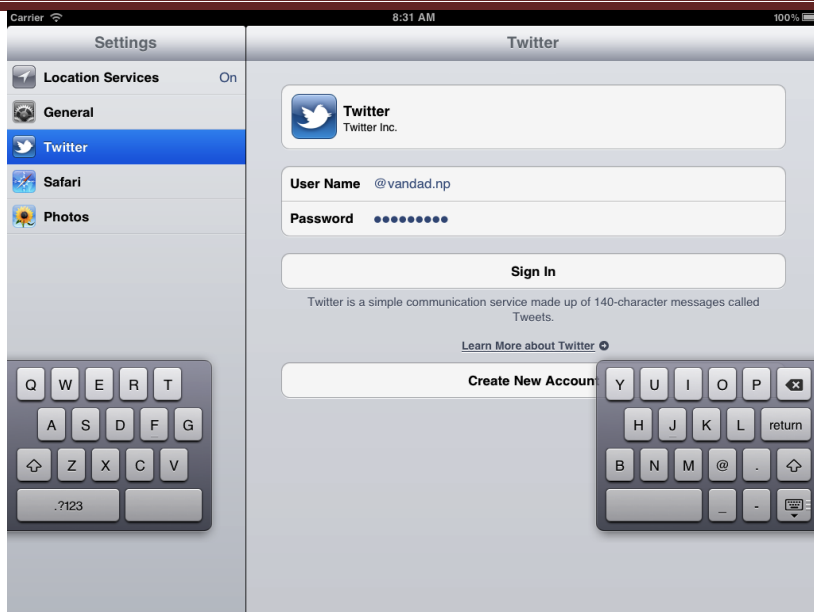 Carrier 8:31 AM 100%
Settings
Twitter
Location Services On
General
Twitter
Safari
Photos
Twitter
Twitter Inc.
User Name @vandad.np
Password ●●●●●●●●●
Sign In
Twitter is a simple communication service made up of 140-character messages called
Tweets.
Learn More about Twitter
Create New Account
Q W E R T
A S D F G
Z X C V
.?123
Y U I O P
H J K L return
B N M @ .
_ -